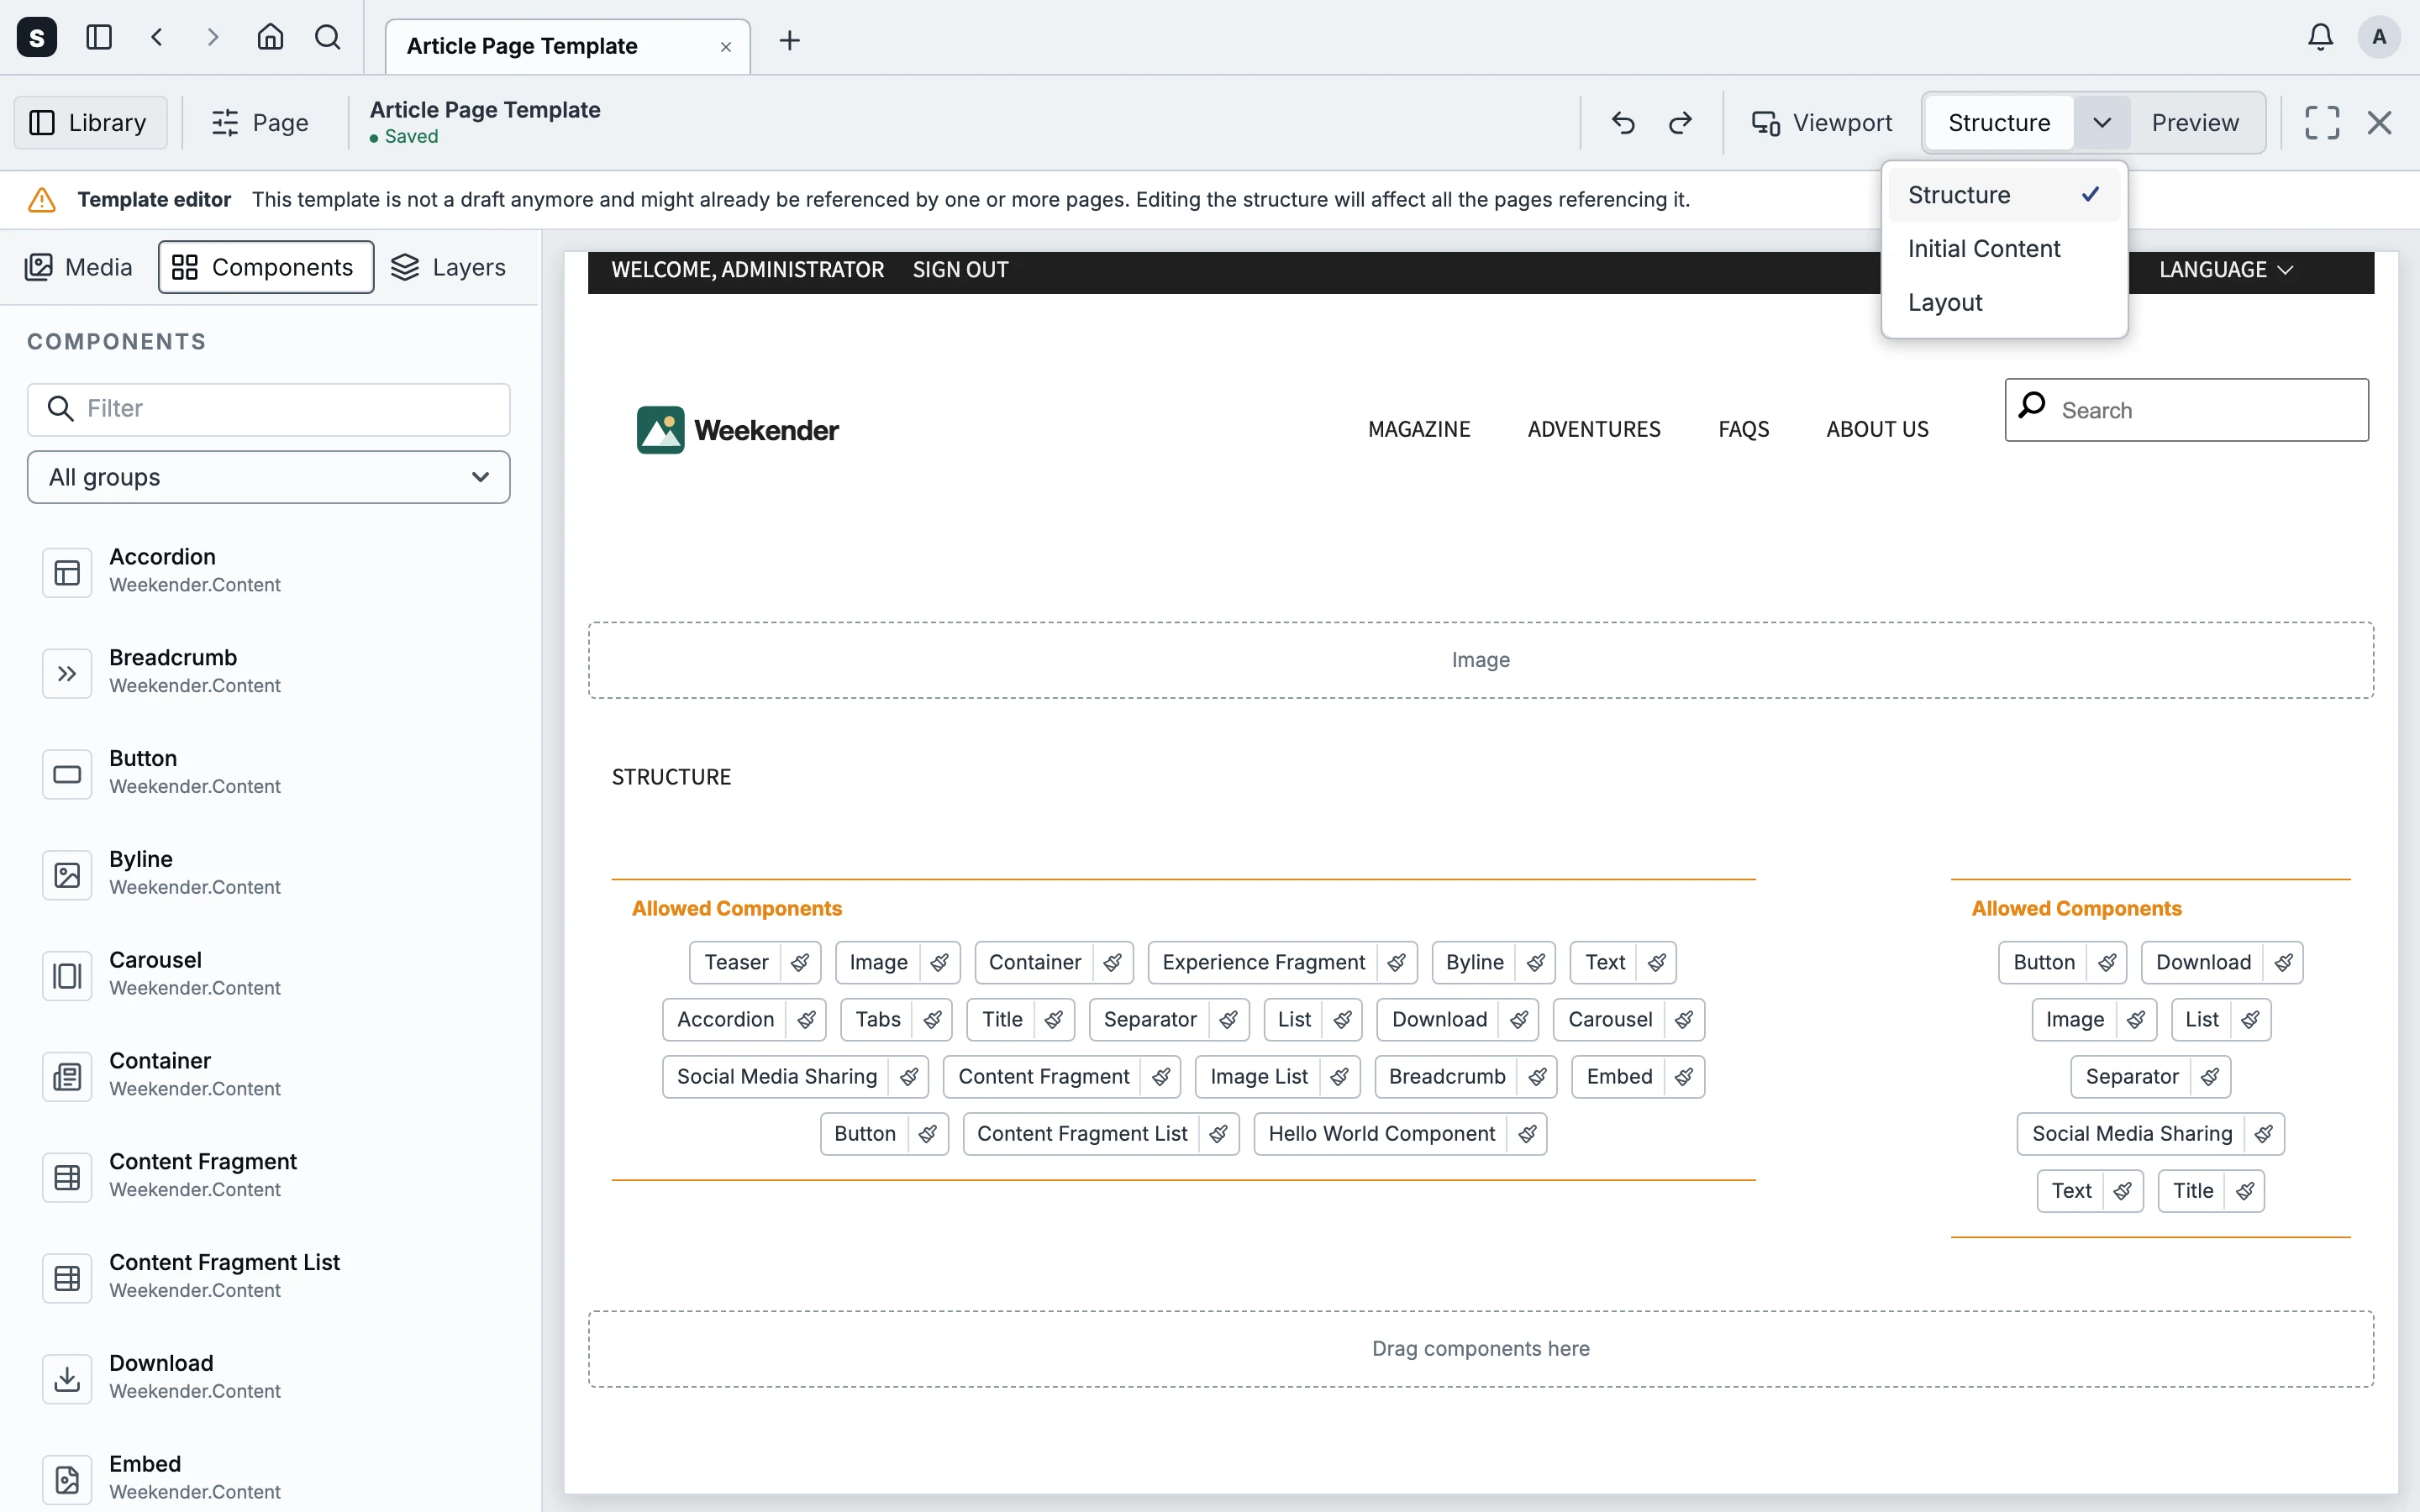 S
Article Page Template
A
Library
Page
Article Page Template
Saved
Viewport
Structure
Preview
Template editor This template is not a draft anymore and might already be referenced by one or more pages. Editing the structure will affect all the pages referencing it.
Structure
Initial Content
Layout
Media
Components
Layers
COMPONENTS
Filter
All groups
Accordion
Weekender.Content
Breadcrumb
Weekender.Content
Button
Weekender.Content
Byline
Weekender.Content
Carousel
Weekender.Content
Container
Weekender.Content
Content Fragment
Weekender.Content
Content Fragment List
Weekender.Content
Download
Weekender.Content
Embed
Weekender.Content
WELCOME, ADMINISTRATOR SIGN OUT
LANGUAGE
Weekender
MAGAZINE ADVENTURES FAQS ABOUT US
Search
Image
STRUCTURE
Allowed Components
Teaser Image Container Experience Fragment Byline Text
Accordion Tabs Title Separator List Download Carousel
Social Media Sharing Content Fragment Image List Breadcrumb Embed
Button Content Fragment List Hello World Component
Allowed Components
Button Download
Image List
Separator
Social Media Sharing
Text Title
Drag components here